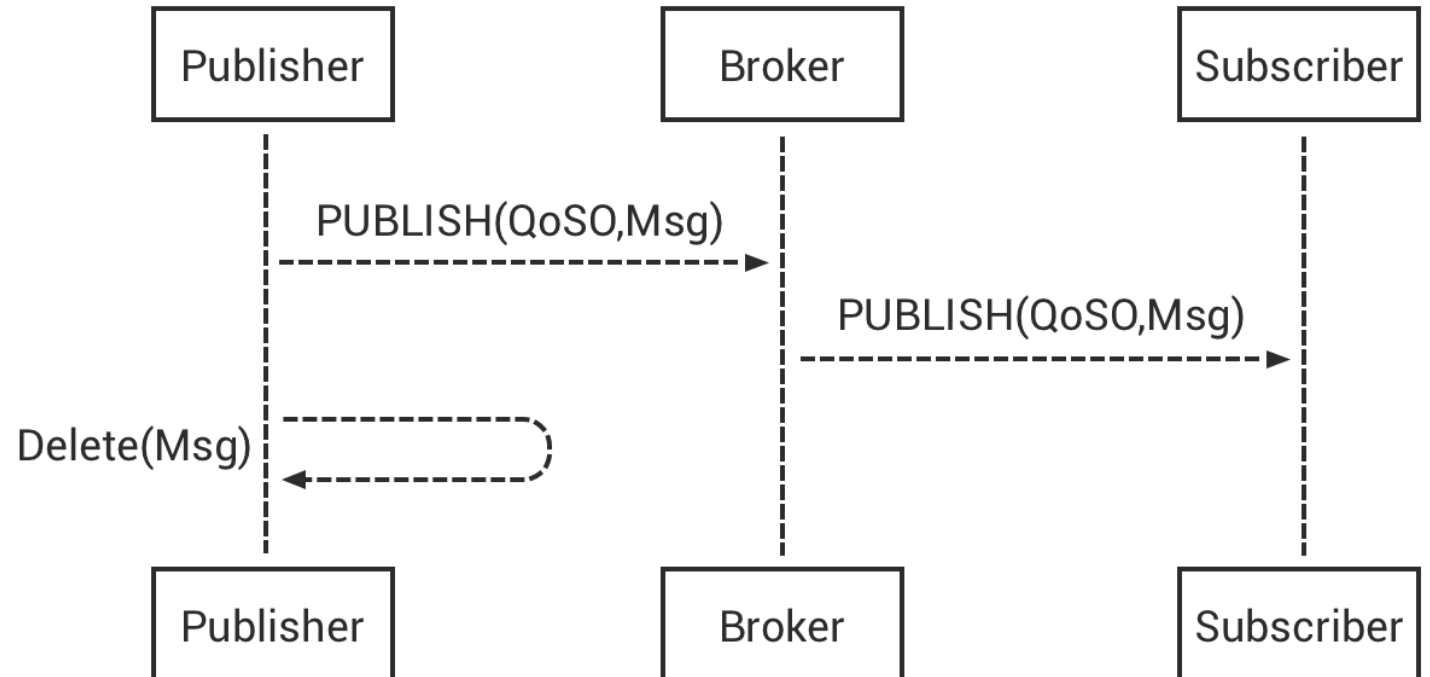 Publisher
Broker
Subscriber
PUBLISH(QoSO,Msg)
PUBLISH(QoSO,Msg)
Delete(Msg)
Publisher
Broker
Subscriber